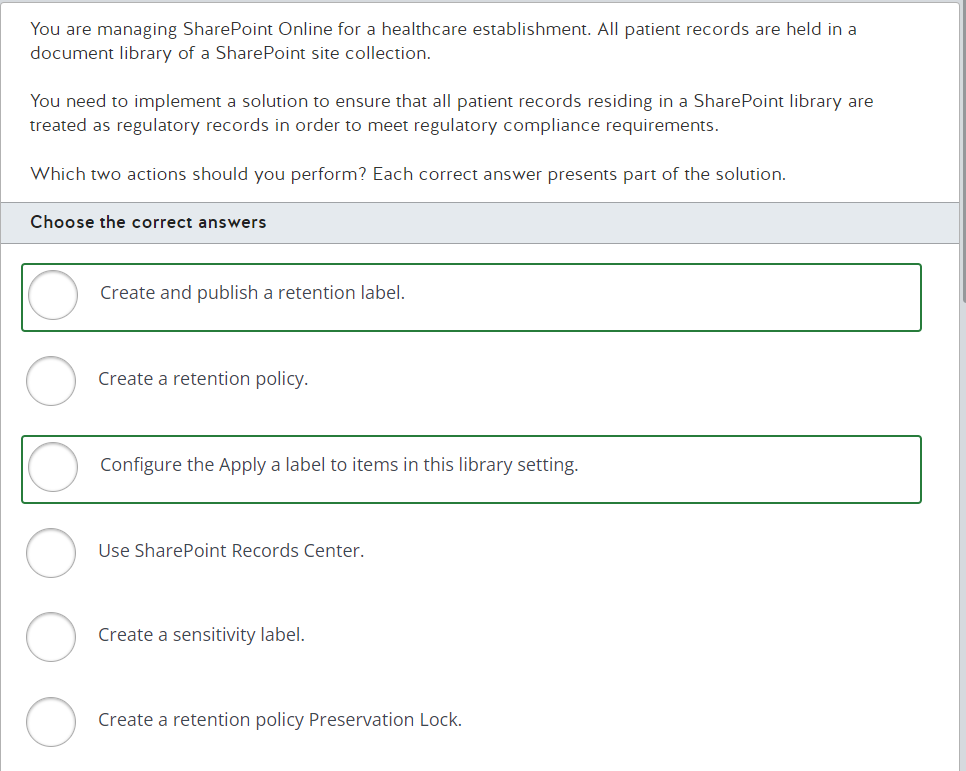 You are managing SharePoint Online for a healthcare establishment. All patient records are held in a
document library of a SharePoint site collection.
You need to implement a solution to ensure that all patient records residing in a SharePoint library are
treated as regulatory records in order to meet regulatory compliance requirements.
Which two actions should you perform? Each correct answer presents part of the solution.
Choose the correct answers
Create and publish a retention label.
Create a retention policy.
Configure the Apply a label to items in this library setting.
Use SharePoint Records Center.
Create a sensitivity label.
Create a retention policy Preservation Lock.